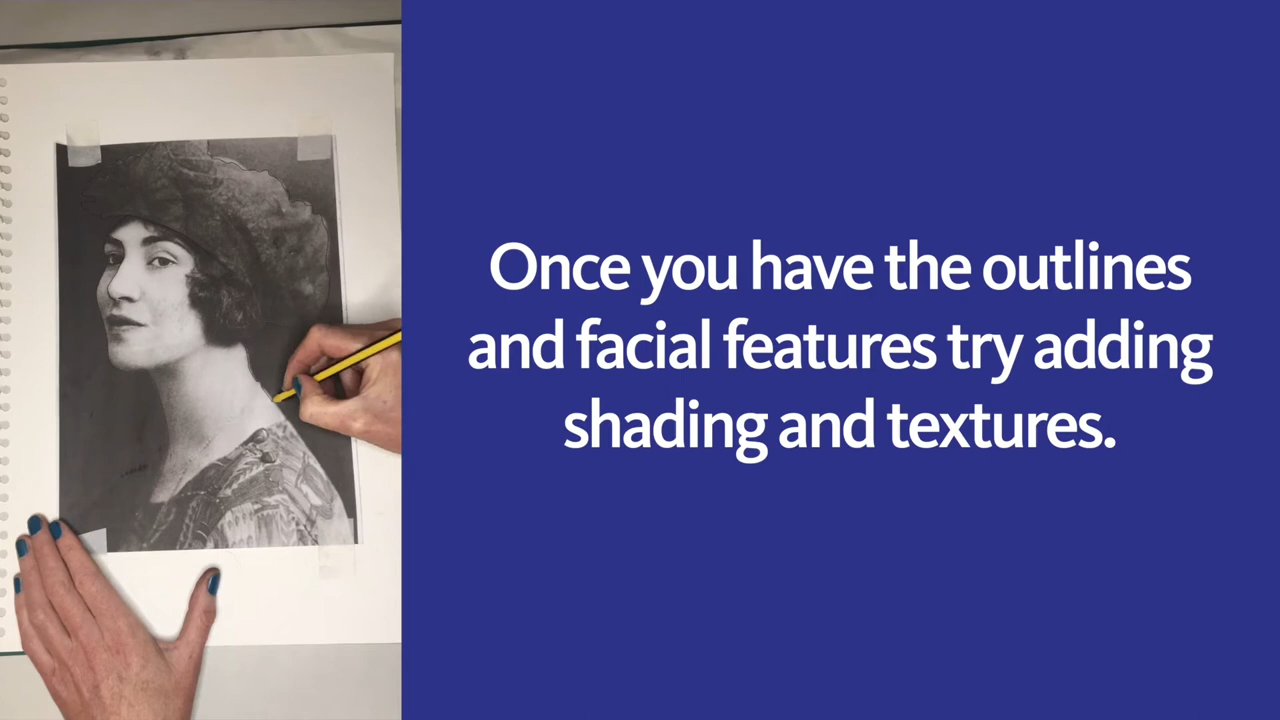 Once you have the outlines
and facial features try adding
shading and textures.